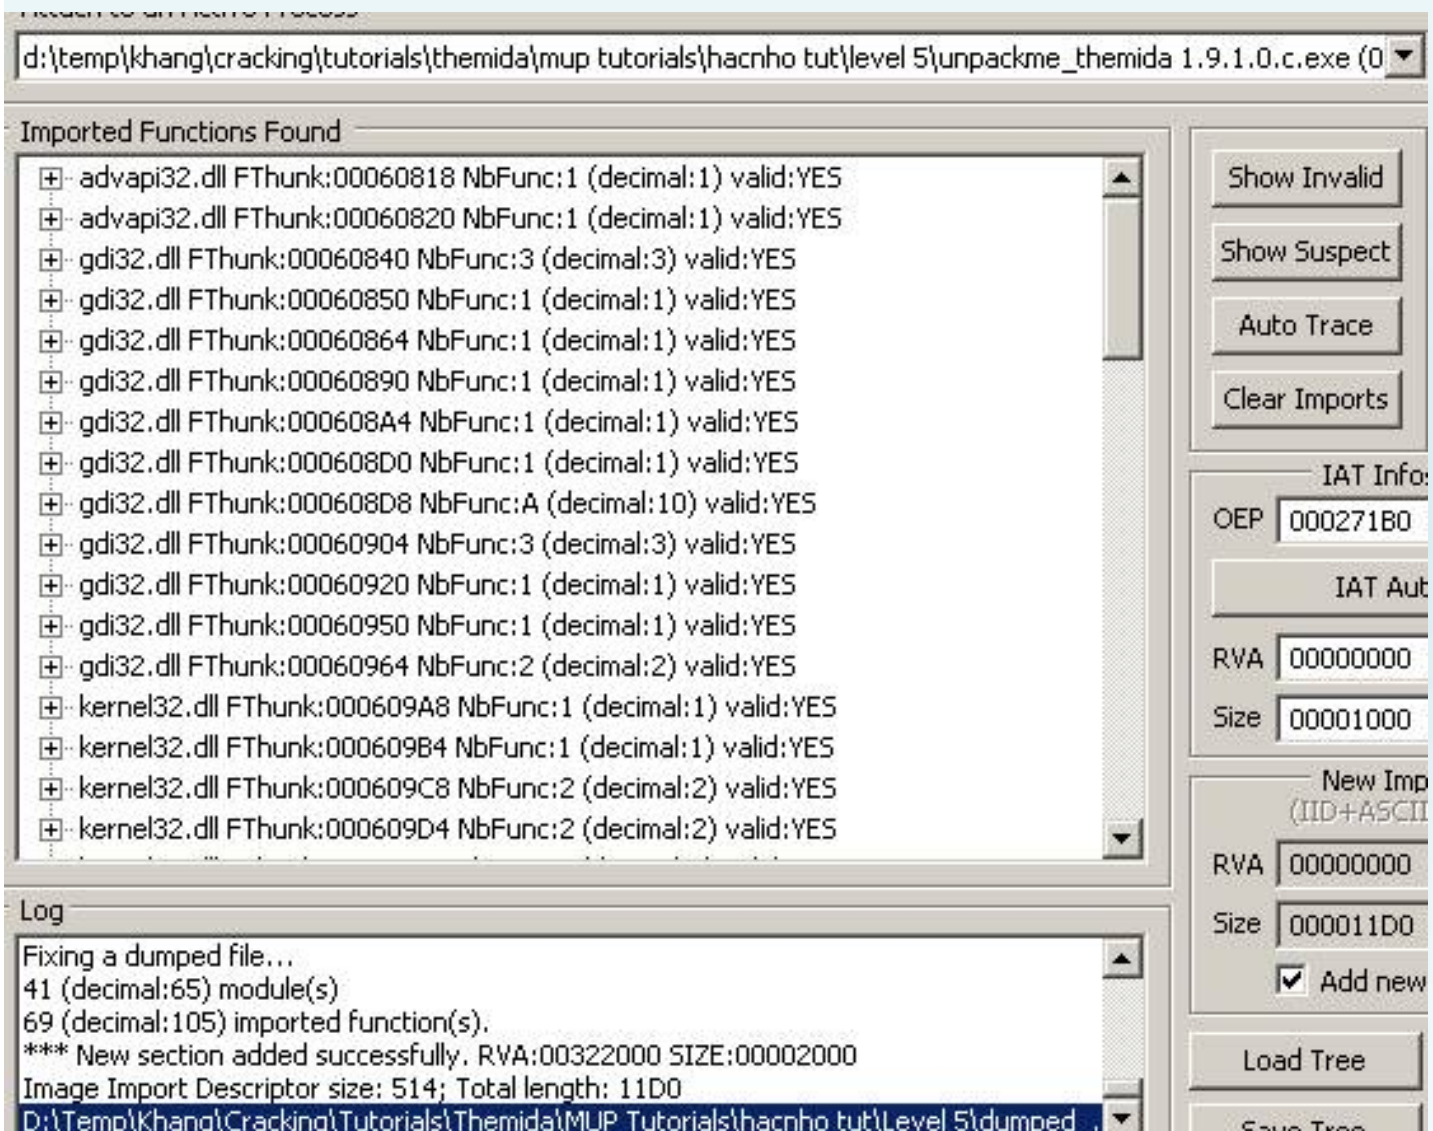 Attach to an Active Process
d:\temp\khang\cracking\tutorials\themida\mup tutorials\hacnho tut\level 5\unpackme_themida 1.9.1.0.c.exe (0
Imported Functions Found
advapi32.dll FThunk:00060818 NbFunc:1 (decimal:1) valid:YES
advapi32.dll FThunk:00060820 NbFunc:1 (decimal:1) valid:YES
gdi32.dll FThunk:00060840 NbFunc:3 (decimal:3) valid:YES
gdi32.dll FThunk:00060850 NbFunc:1 (decimal:1) valid:YES
gdi32.dll FThunk:00060864 NbFunc:1 (decimal:1) valid:YES
gdi32.dll FThunk:00060890 NbFunc:1 (decimal:1) valid:YES
gdi32.dll FThunk:000608A4 NbFunc:1 (decimal:1) valid:YES
gdi32.dll FThunk:000608D0 NbFunc:1 (decimal:1) valid:YES
gdi32.dll FThunk:000608D8 NbFunc:A (decimal:10) valid:YES
gdi32.dll FThunk:00060904 NbFunc:3 (decimal:3) valid:YES
gdi32.dll FThunk:00060920 NbFunc:1 (decimal:1) valid:YES
gdi32.dll FThunk:00060950 NbFunc:1 (decimal:1) valid:YES
gdi32.dll FThunk:00060964 NbFunc:2 (decimal:2) valid:YES
kernel32.dll FThunk:000609A8 NbFunc:1 (decimal:1) valid:YES
kernel32.dll FThunk:000609B4 NbFunc:1 (decimal:1) valid:YES
kernel32.dll FThunk:000609C8 NbFunc:2 (decimal:2) valid:YES
kernel32.dll FThunk:000609D4 NbFunc:2 (decimal:2) valid:YES
Show Invalid
Show Suspect
Auto Trace
Clear Imports
IAT Infos
OEP 000271B0
IAT Aut
RVA 00000000
Size 00001000
New Imp
(IID+ASCII
RVA 00000000
Size 000011D0
Add new
Load Tree
Save Tree
Log
Fixing a dumped file...
41 (decimal:65) module(s)
69 (decimal:105) imported function(s).
*** New section added successfully. RVA:00322000 SIZE:00002000
Image Import Descriptor size: 514; Total length: 11D0
D:\Temp\Khang\Cracking\Tutorials\Themida\MUP Tutorials\hacnho tut\Level 5\dumped_.